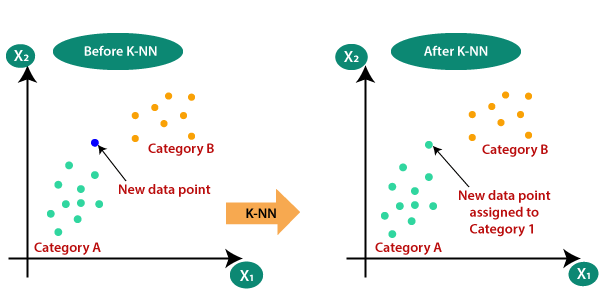 Before K-NN
X₂
Category B
New data point
Category A
X₁
K-NN
After K-NN
X₂
Category B
New data point
assigned to
Category 1
Category A
X₁